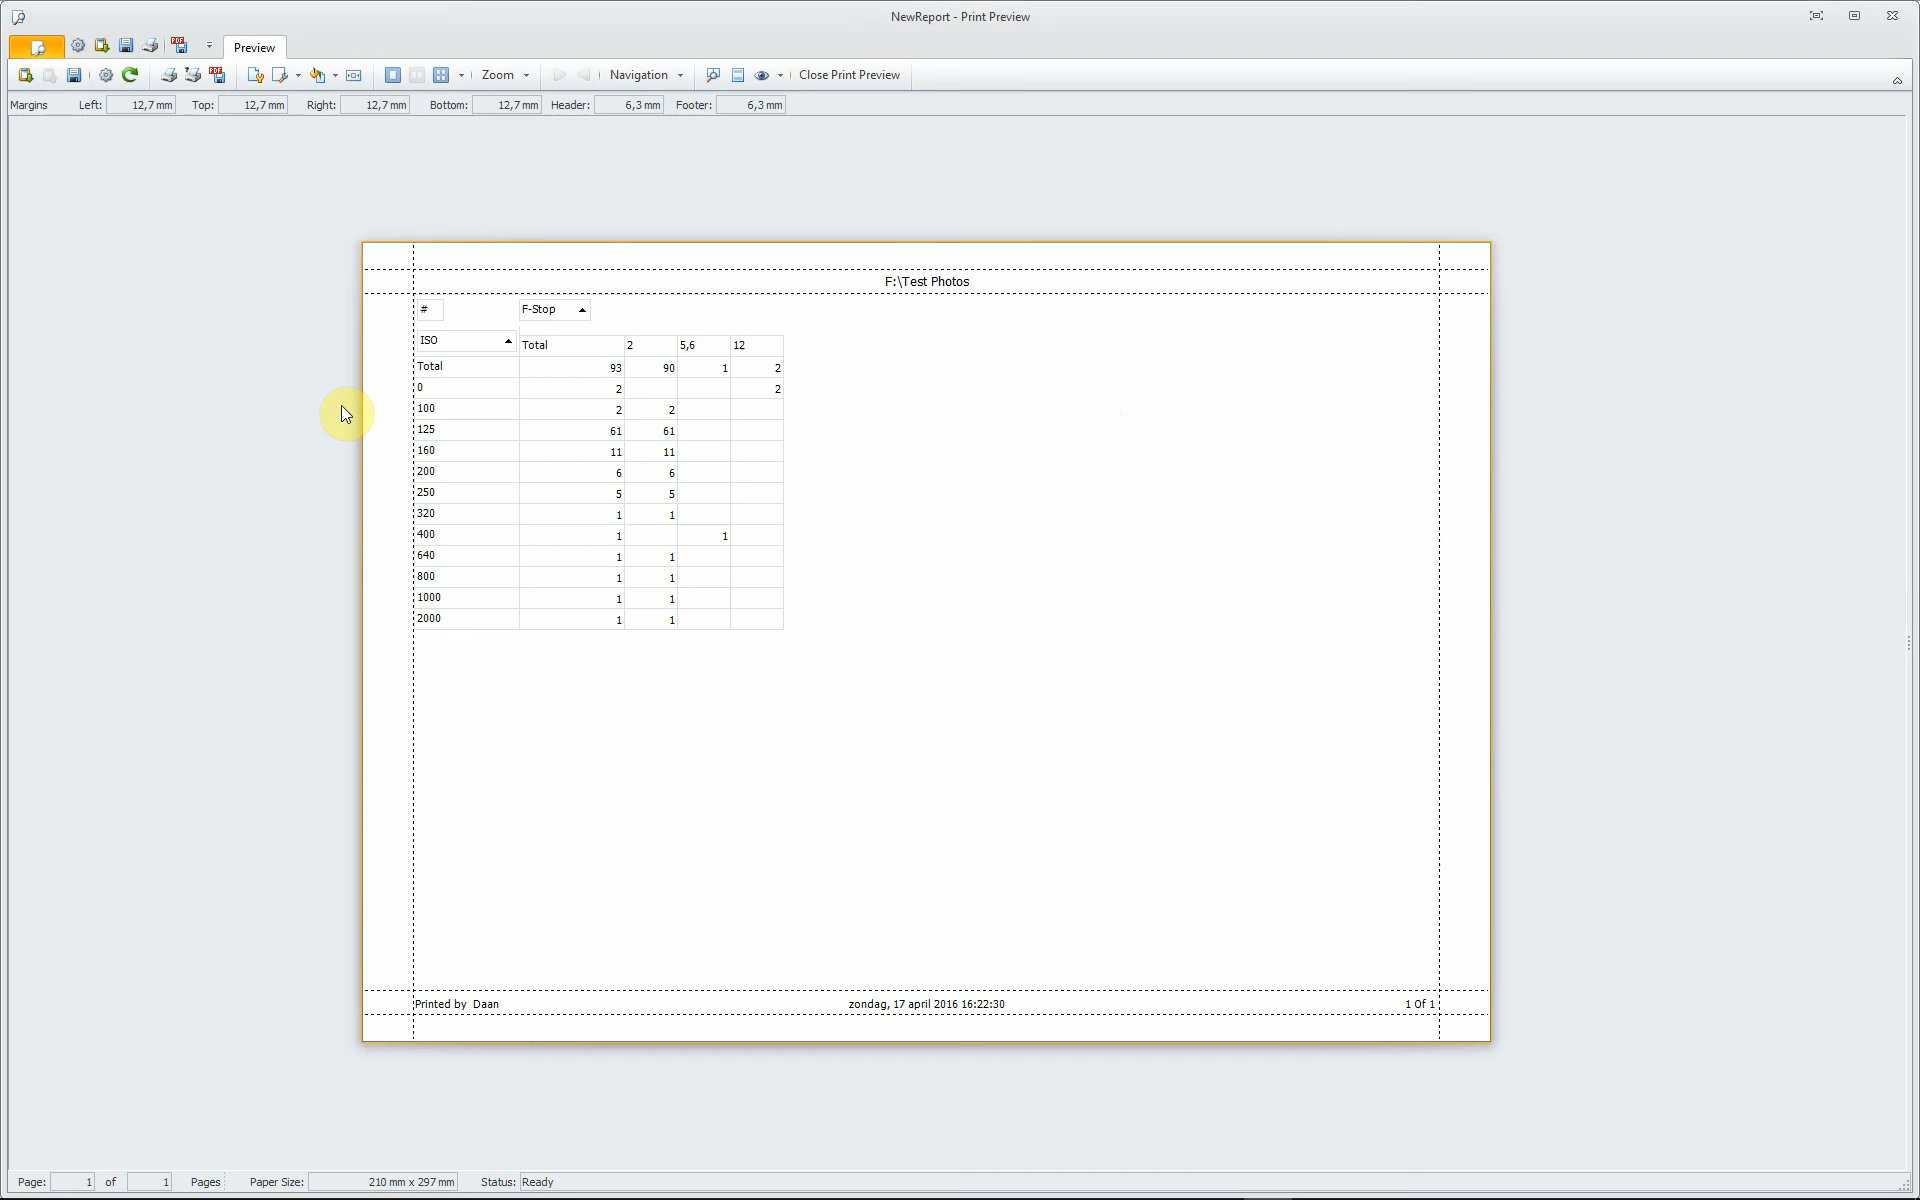 NewReport - Print Preview
Preview
PDF
PDF Zoom Navigation Close Print Preview
Margins Left: 12,7 mm Top: 12,7 mm Right: 12,7 mm Bottom: 12,7 mm Header: 6,3 mm Footer: 6,3 mm
F:\Test Photos
# F-Stop
ISO Total 2 5,6 12
Total 93 90 1 2
0 2 2
100 2 2
125 61 61
160 11 11
200 6 6
250 5 5
320 1 1
400 1 1
640 1 1
800 1 1
1000 1 1
2000 1 1
Printed by Daan zondag, 17 april 2016 16:22:30 1 Of 1
Page: 1 of 1 Pages Paper Size: 210 mm x 297 mm Status: Ready